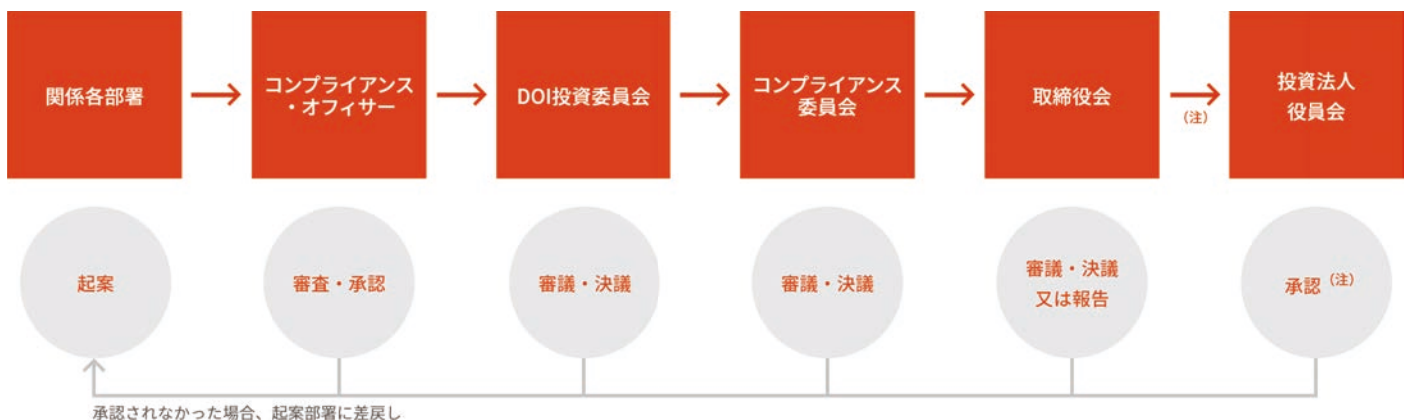 関係各部署
コンプライアンス
・オフィサー
DOI投資委員会
コンプライアンス
委員会
取締役会
(注)
投資法人
役員会
起案
審査・承認
審議・決議
審議・決議
審議・決議
又は報告
承認(注)
承認されなかった場合、起案部署に差戻し